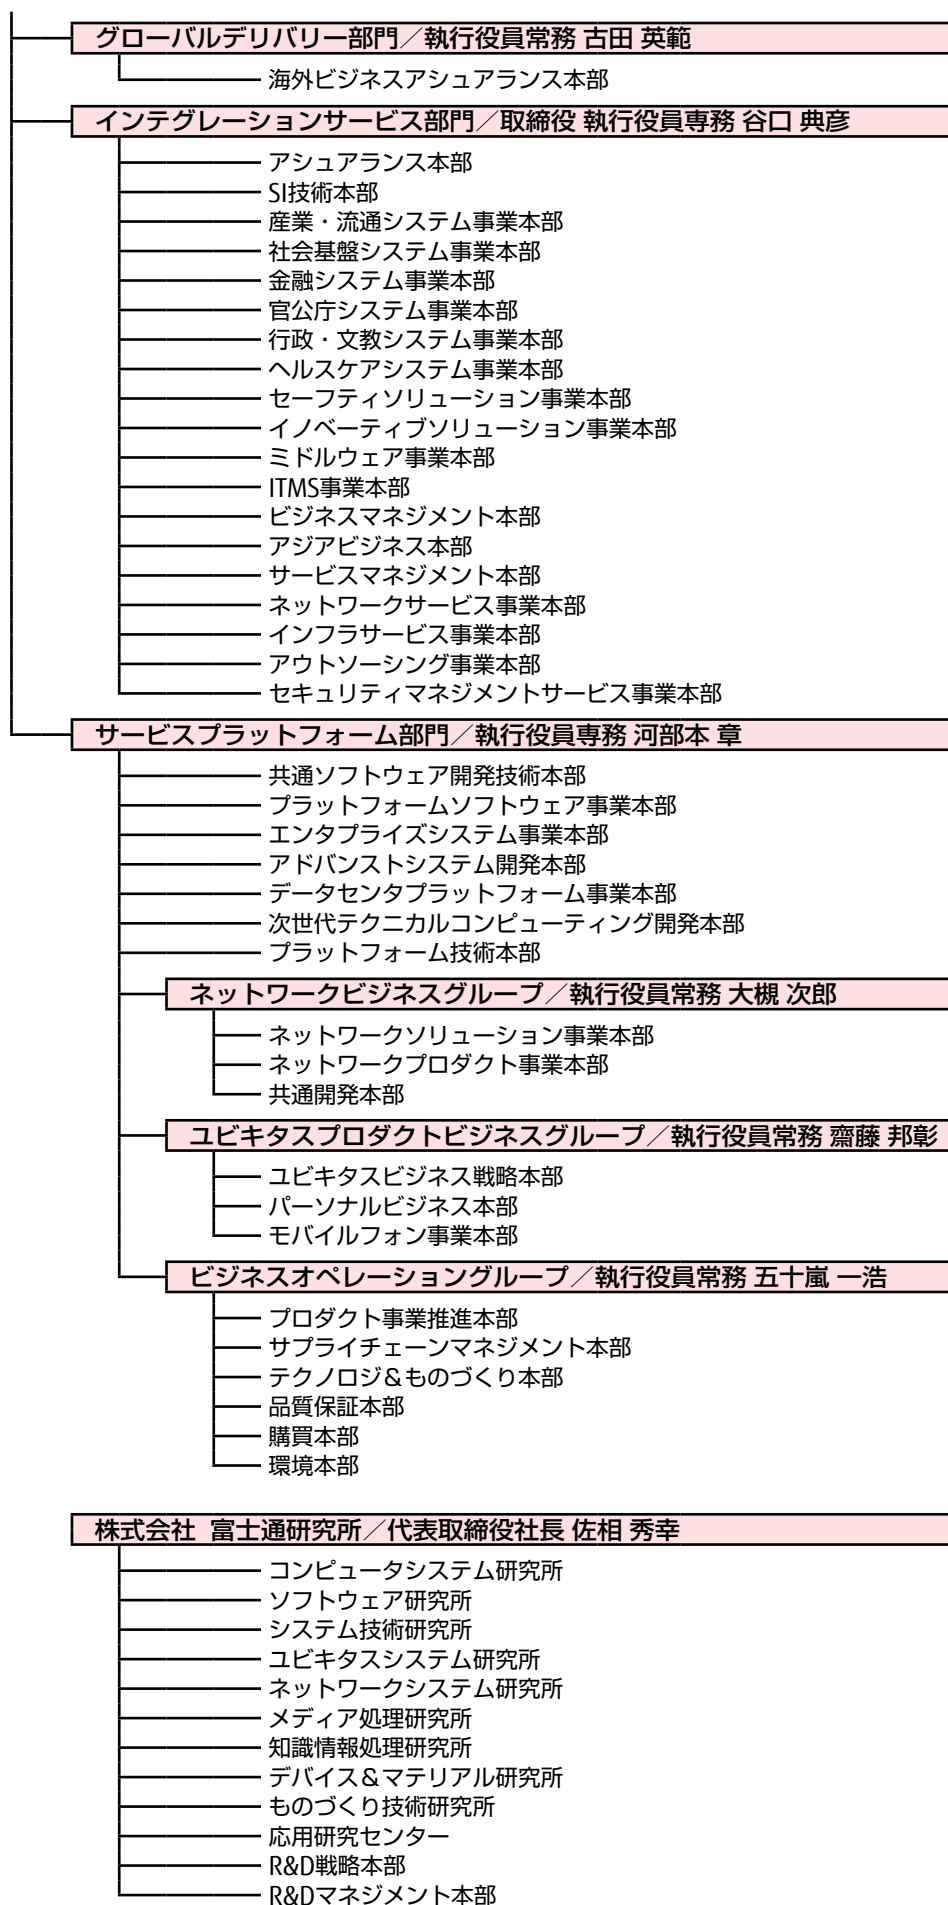 グローバルデリバリー部門／執行役員常務 古田 英範
海外ビジネスアシュアランス本部
インテグレーションサービス部門／取締役 執行役員専務 谷口 典彦
アシュアランス本部
SI技術本部
産業・流通システム事業本部
社会基盤システム事業本部
金融システム事業本部
官公庁システム事業本部
行政・文教システム事業本部
ヘルスケアシステム事業本部
セーフティソリューション事業本部
イノベーティブソリューション事業本部
ミドルウェア事業本部
ITMS事業本部
ビジネスマネジメント本部
アジアビジネス本部
サービスマネジメント本部
ネットワークサービス事業本部
インフラサービス事業本部
アウトソーシング事業本部
セキュリティマネジメントサービス事業本部
サービスプラットフォーム部門／執行役員専務 河部本 章
共通ソフトウェア開発技術本部
プラットフォームソフトウェア事業本部
エンタプライズシステム事業本部
アドバンストシステム開発本部
データセンタプラットフォーム事業本部
次世代テクニカルコンピューティング開発本部
プラットフォーム技術本部
ネットワークビジネスグループ／執行役員常務 大槻 次郎
ネットワークソリューション事業本部
ネットワークプロダクト事業本部
共通開発本部
ユビキタスプロダクトビジネスグループ／執行役員常務 齋藤 邦彰
ユビキタスビジネス戦略本部
パーソナルビジネス本部
モバイルフォン事業本部
ビジネスオペレーショングループ／執行役員常務 五十嵐 一浩
プロダクト事業推進本部
サプライチェーンマネジメント本部
テクノロジ＆ものづくり本部
品質保証本部
購買本部
環境本部
株式会社 富士通研究所／代表取締役社長 佐相 秀幸
コンピュータシステム研究所
ソフトウェア研究所
システム技術研究所
ユビキタスシステム研究所
ネットワークシステム研究所
メディア処理研究所
知識情報処理研究所
デバイス＆マテリアル研究所
ものづくり技術研究所
応用研究センター
R&D戦略本部
R&Dマネジメント本部